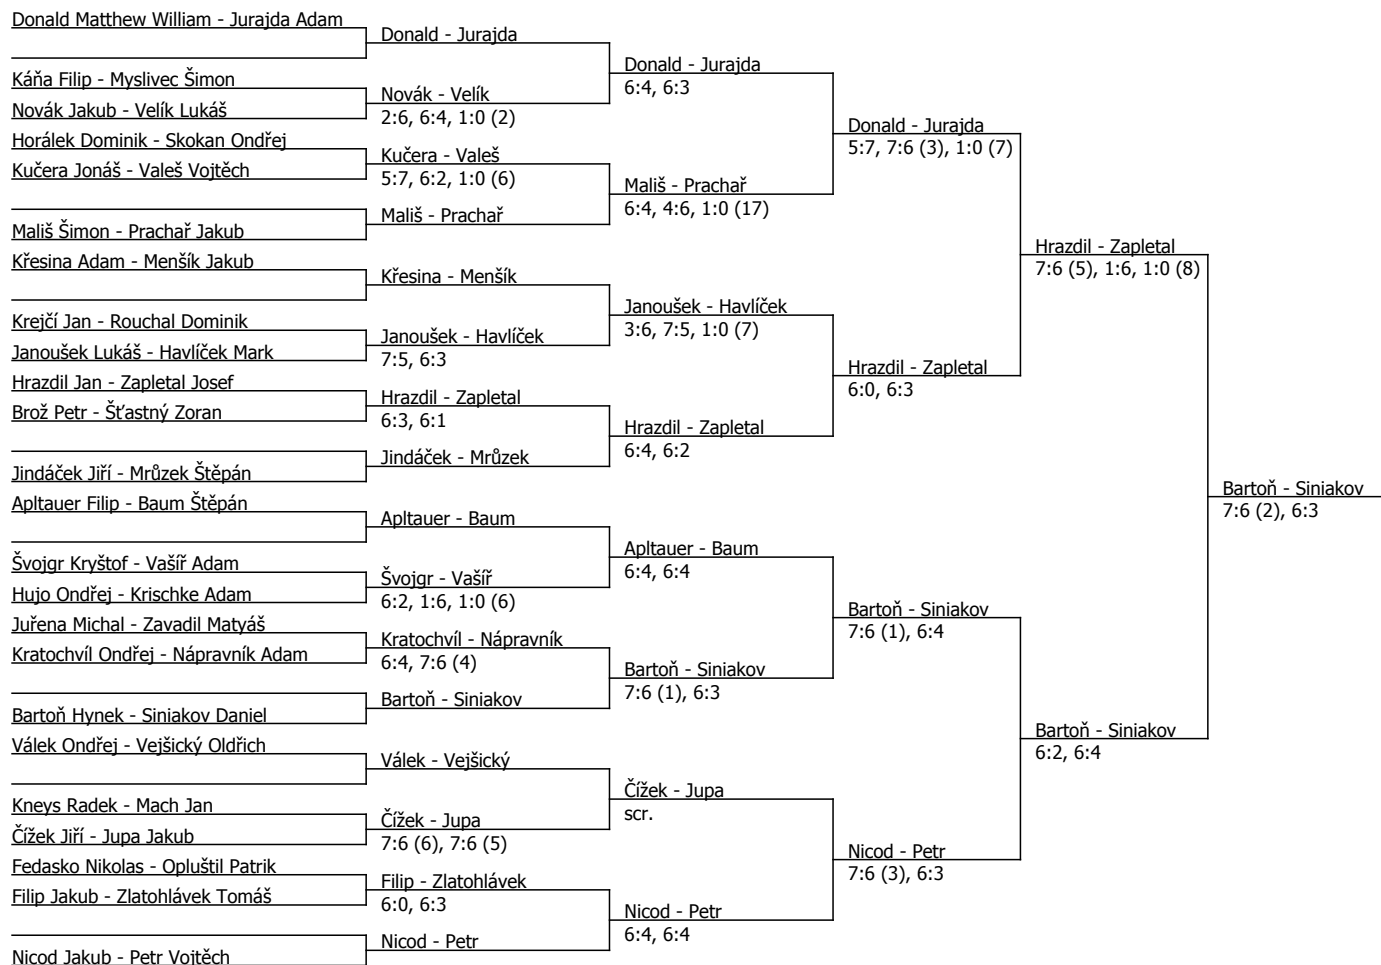 Donald Matthew William - Jurajda Adam
Káňa Filip - Myslivec Šimon
Novák Jakub - Velík Lukáš
Horálek Dominik - Skokan Ondřej
Kučera Jonáš - Valeš Vojtěch
Mališ Šimon - Prachař Jakub
Křesina Adam - Menšík Jakub
Krejčí Jan - Rouchal Dominik
Janoušek Lukáš - Havlíček Mark
Hrazdil Jan - Zapletal Josef
Brož Petr - Šťastný Zoran
Jindáček Jiří - Mrůzek Štěpán
Apltauer Filip - Baum Štěpán
Švojgr Kryštof - Vašíř Adam
Hujo Ondřej - Krischke Adam
Juřena Michal - Zavadil Matyáš
Kratochvíl Ondřej - Nápravník Adam
Bartoň Hynek - Siniakov Daniel
Válek Ondřej - Vejšický Oldřich
Kneys Radek - Mach Jan
Čížek Jiří - Jupa Jakub
Fedasko Nikolas - Opluštil Patrik
Filip Jakub - Zlatohlávek Tomáš
Nicod Jakub - Petr Vojtěch
Donald - Jurajda
Novák - Velík
2:6, 6:4, 1:0 (2)
Kučera - Valeš
5:7, 6:2, 1:0 (6)
Mališ - Prachař
Křesina - Menšík
Janoušek - Havlíček
7:5, 6:3
Hrazdil - Zapletal
6:3, 6:1
Jindáček - Mrůzek
Apltauer - Baum
Švojgr - Vašíř
6:2, 1:6, 1:0 (6)
Kratochvíl - Nápravník
6:4, 7:6 (4)
Bartoň - Siniakov
Válek - Vejšický
Čížek - Jupa
7:6 (6), 7:6 (5)
Filip - Zlatohlávek
6:0, 6:3
Nicod - Petr
Donald - Jurajda
6:4, 6:3
Mališ - Prachař
6:4, 4:6, 1:0 (17)
Janoušek - Havlíček
3:6, 7:5, 1:0 (7)
Hrazdil - Zapletal
6:4, 6:2
Apltauer - Baum
6:4, 6:4
Bartoň - Siniakov
7:6 (1), 6:3
Čížek - Jupa
scr.
Nicod - Petr
6:4, 6:4
Donald - Jurajda
5:7, 7:6 (3), 1:0 (7)
Hrazdil - Zapletal
6:0, 6:3
Bartoň - Siniakov
7:6 (1), 6:4
Nicod - Petr
7:6 (3), 6:3
Hrazdil - Zapletal
7:6 (5), 1:6, 1:0 (8)
Bartoň - Siniakov
6:2, 6:4
Bartoň - Siniakov
7:6 (2), 6:3